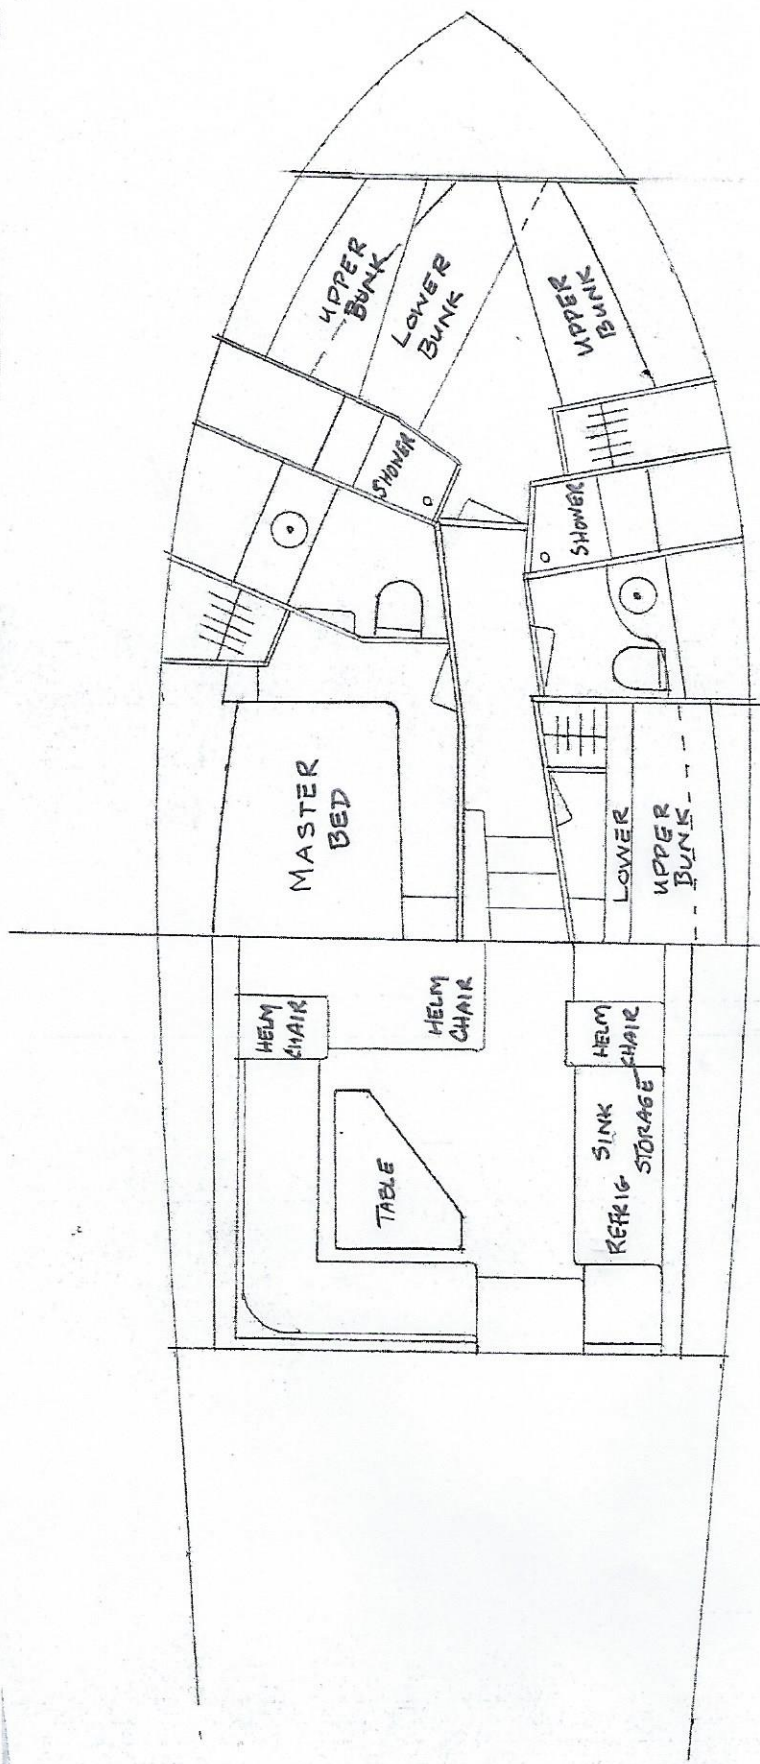 UPPER
BUNK
LOWER
BUNK
UPPER
BUNK
SHOWER
SHOWER
MASTER
BED
LOWER
UPPER
BUNK
HELM
CHAIR
HELM
CHAIR
HELM
CHAIR
TABLE
REFRIG SINK
STORAGE